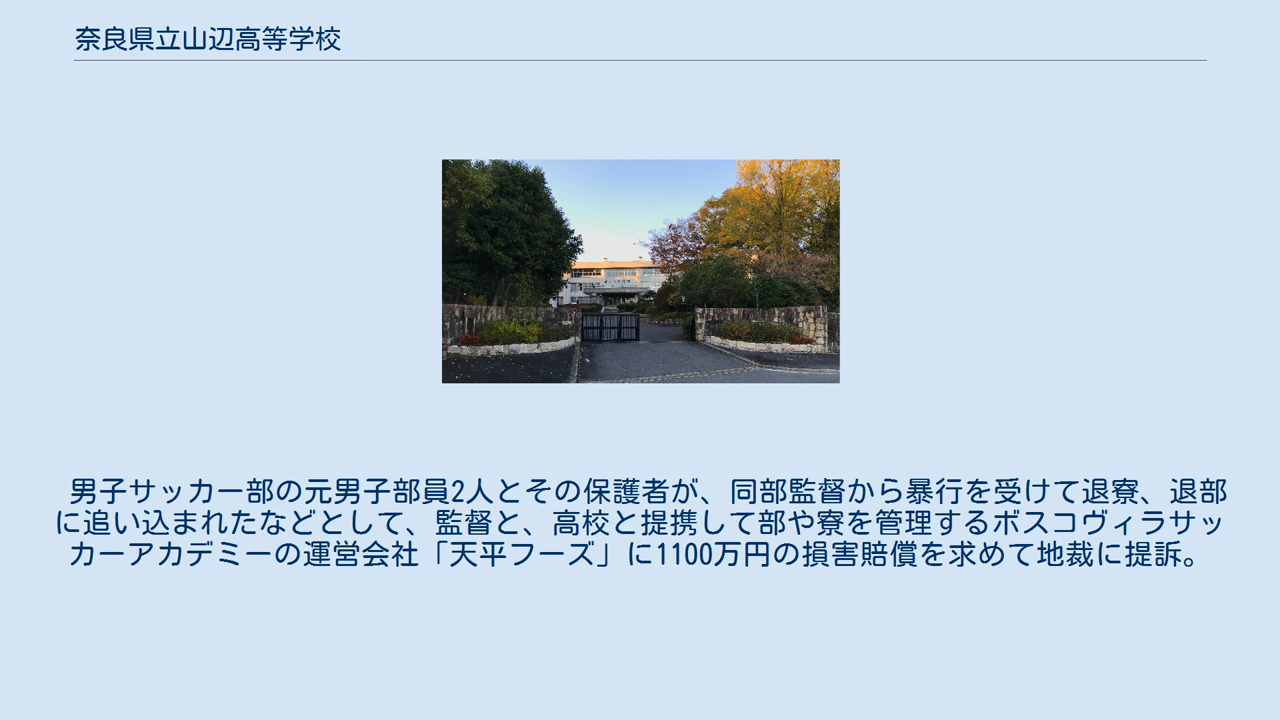 奈良県立山辺高等学校
男子サッカー部の元男子部員2人とその保護者が、同部監督から暴行を受けて退寮、退部
に追い込まれたなどとして、監督と、高校と提携して部や寮を管理するボスコヴィラサッ
カーアカデミーの運営会社「天平フーズ」に1100万円の損害賠償を求めて地裁に提訴。